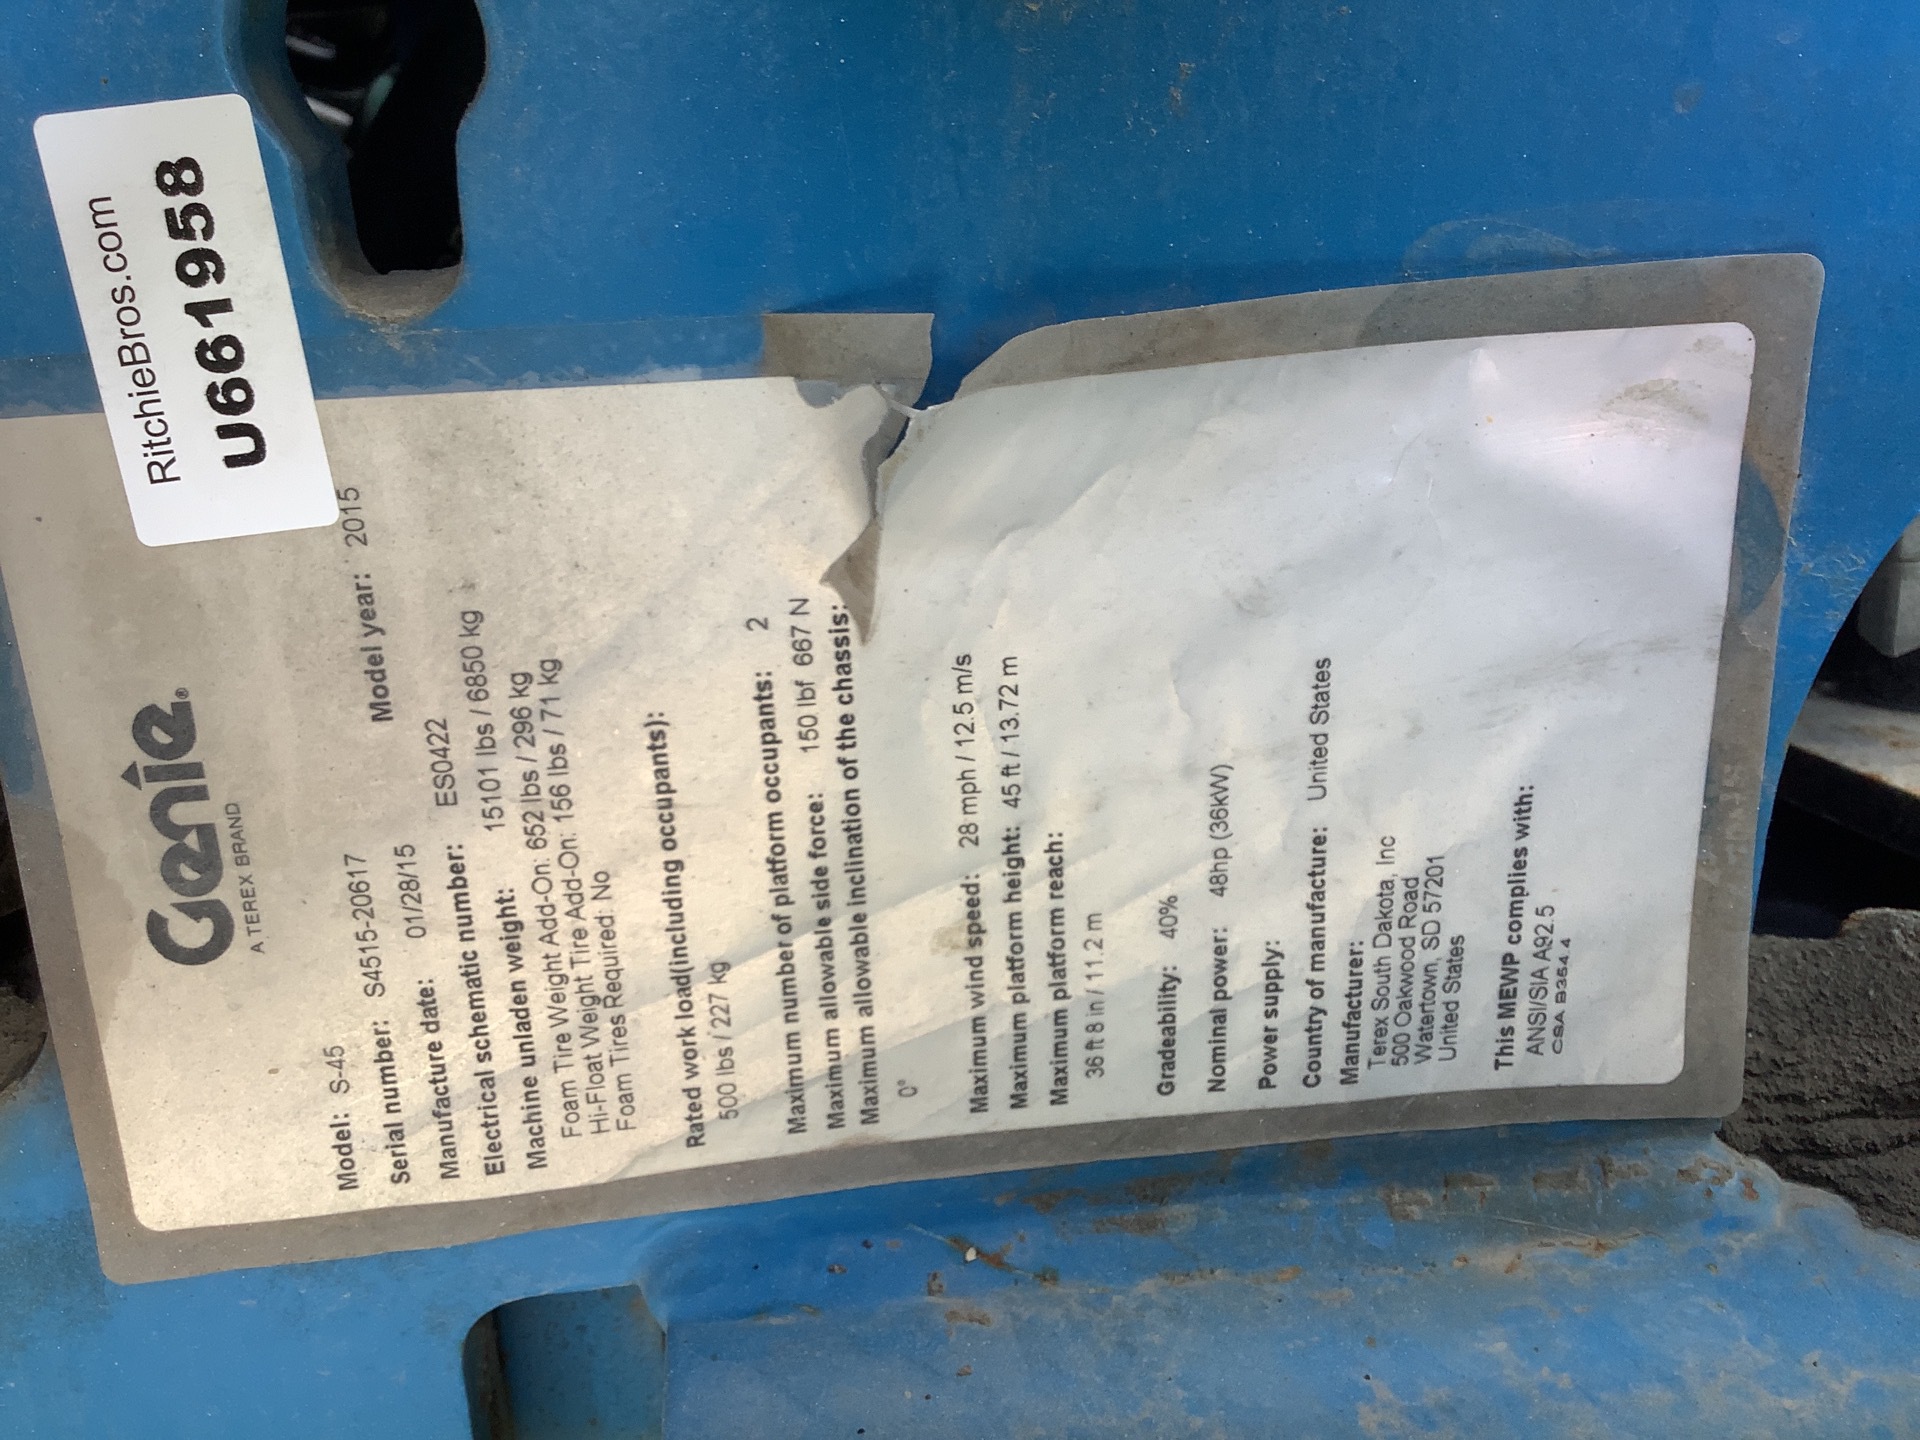 RitchieBros.com
U661958
Genie®
A TEREX BRAND
Model: S-45
Serial number: S4515-20617 Model year: 2015
Manufacture date: 01/28/15
Electrical schematic number: ES0422
Machine unladen weight: 15101 lbs / 6850 kg
Foam Tire Weight Add-On: 652 lbs / 296 kg
Hi-Float Weight Tire Add-On: 156 lbs / 71 kg
Foam Tires Required: No
Rated work load(including occupants):
500 lbs / 227 kg
Maximum number of platform occupants: 2
Maximum allowable side force: 150 lbf 667 N
Maximum allowable inclination of the chassis:
0°
Maximum wind speed: 28 mph / 12.5 m/s
Maximum platform height: 45 ft / 13.72 m
Maximum platform reach:
36 ft 8 in / 11.2 m
Gradeability: 40%
Nominal power: 48hp (36kW)
Power supply:
Country of manufacture: United States
Manufacturer:
Terex South Dakota, Inc
500 Oakwood Road
Watertown, SD 57201
United States
This MEWP complies with:
ANSI/SIA A92.5
CSA B354.4